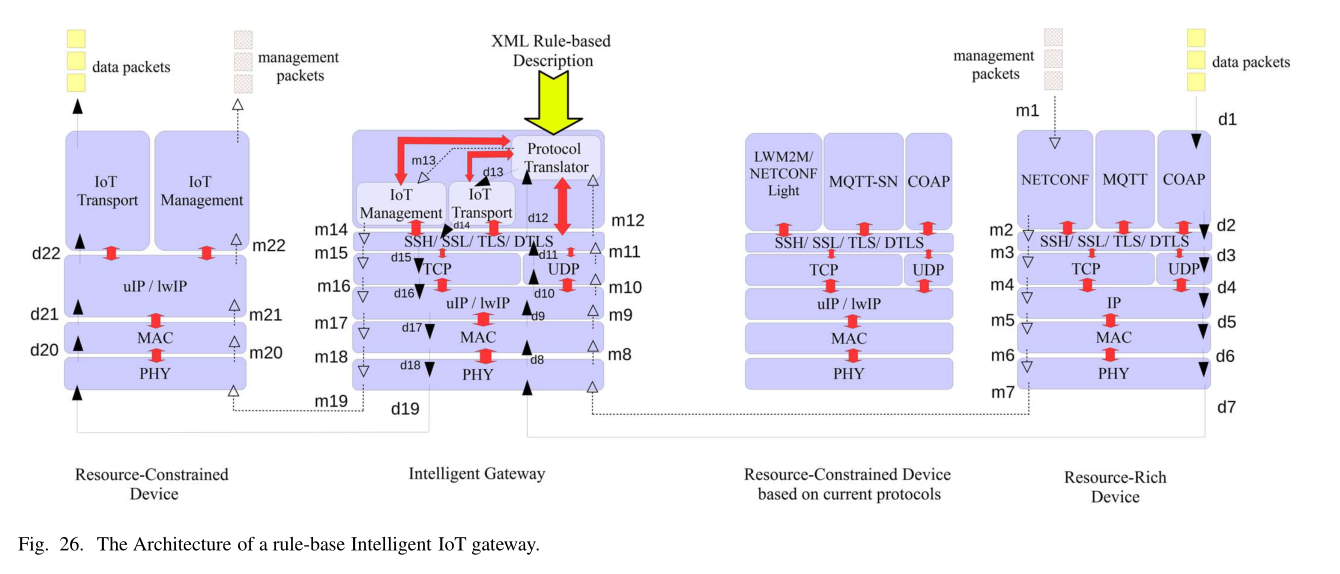 XML Rule-based
Description
data packets
management
packets
management
packets
data packets
m1
d1
IoT
Transport
IoT
Management
Protocol
Translator
m13
d13
IoT
Management
IoT
Transport
d14
d12
LWM2M/
NETCONF
Light
MQTT-SN
COAP
NETCONF
MQTT
COAP
m14
m12
m2
d2
SSH/ SSL/ TLS/ DTLS
SSH/ SSL/ TLS/ DTLS
SSH/ SSL/ TLS/ DTLS
d22
m22
m15
d15
d11
m11
m3
d3
TCP
UDP
TCP
UDP
TCP
UDP
m16
d16
d10
m10
m4
d4
uIP / lwIP
uIP / lwIP
uIP / lwIP
IP
d21
m21
m17
d17
d9
m9
m5
d5
MAC
MAC
MAC
MAC
d20
m20
m18
d18
d8
m8
m6
d6
PHY
PHY
PHY
PHY
m19
d19
m7
d7
Resource-Constrained
Device
Intelligent Gateway
Resource-Constrained Device
based on current protocols
Resource-Rich
Device
Fig. 26. The Architecture of a rule-base Intelligent IoT gateway.